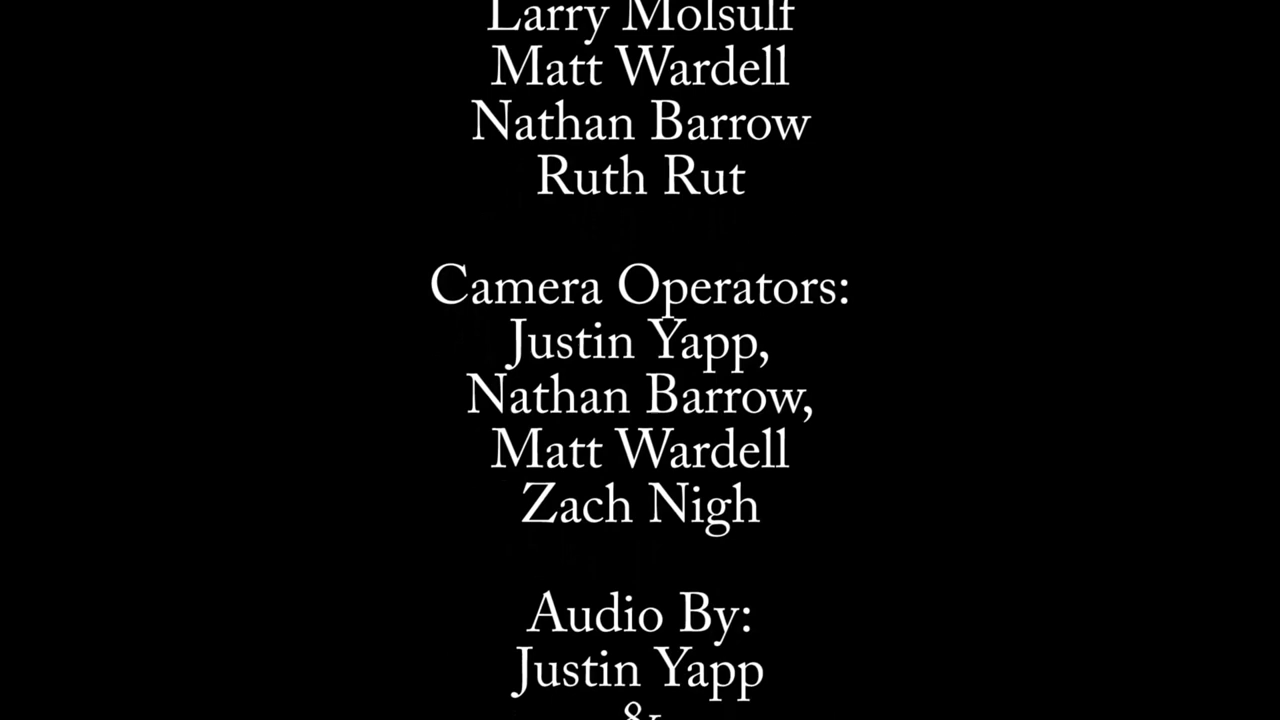 Larry Molsulf
Matt Wardell
Nathan Barrow
Ruth Rut
Camera Operators:
Justin Yapp,
Nathan Barrow,
Matt Wardell
Zach Nigh
Audio By:
Justin Yapp
&